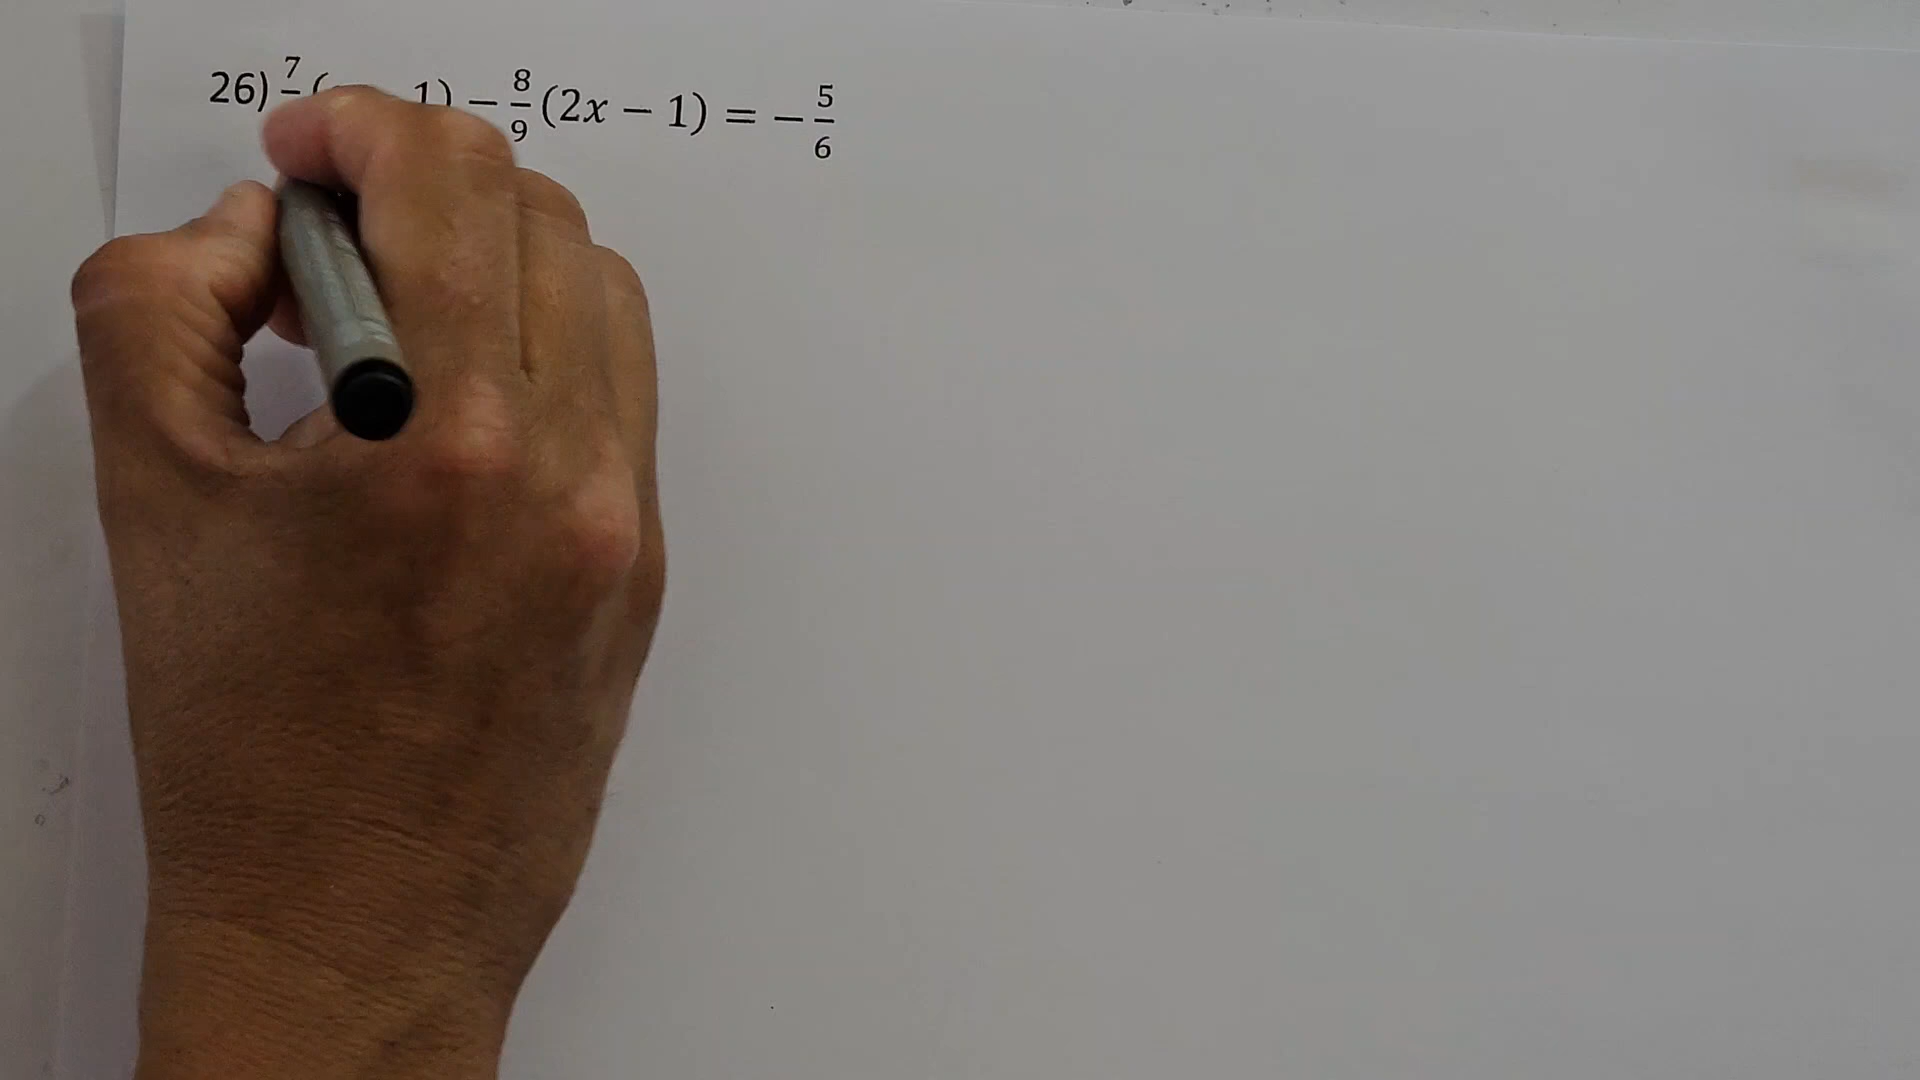 26) 7/ ( 1) − 8/9 (2x − 1) = − 5/6